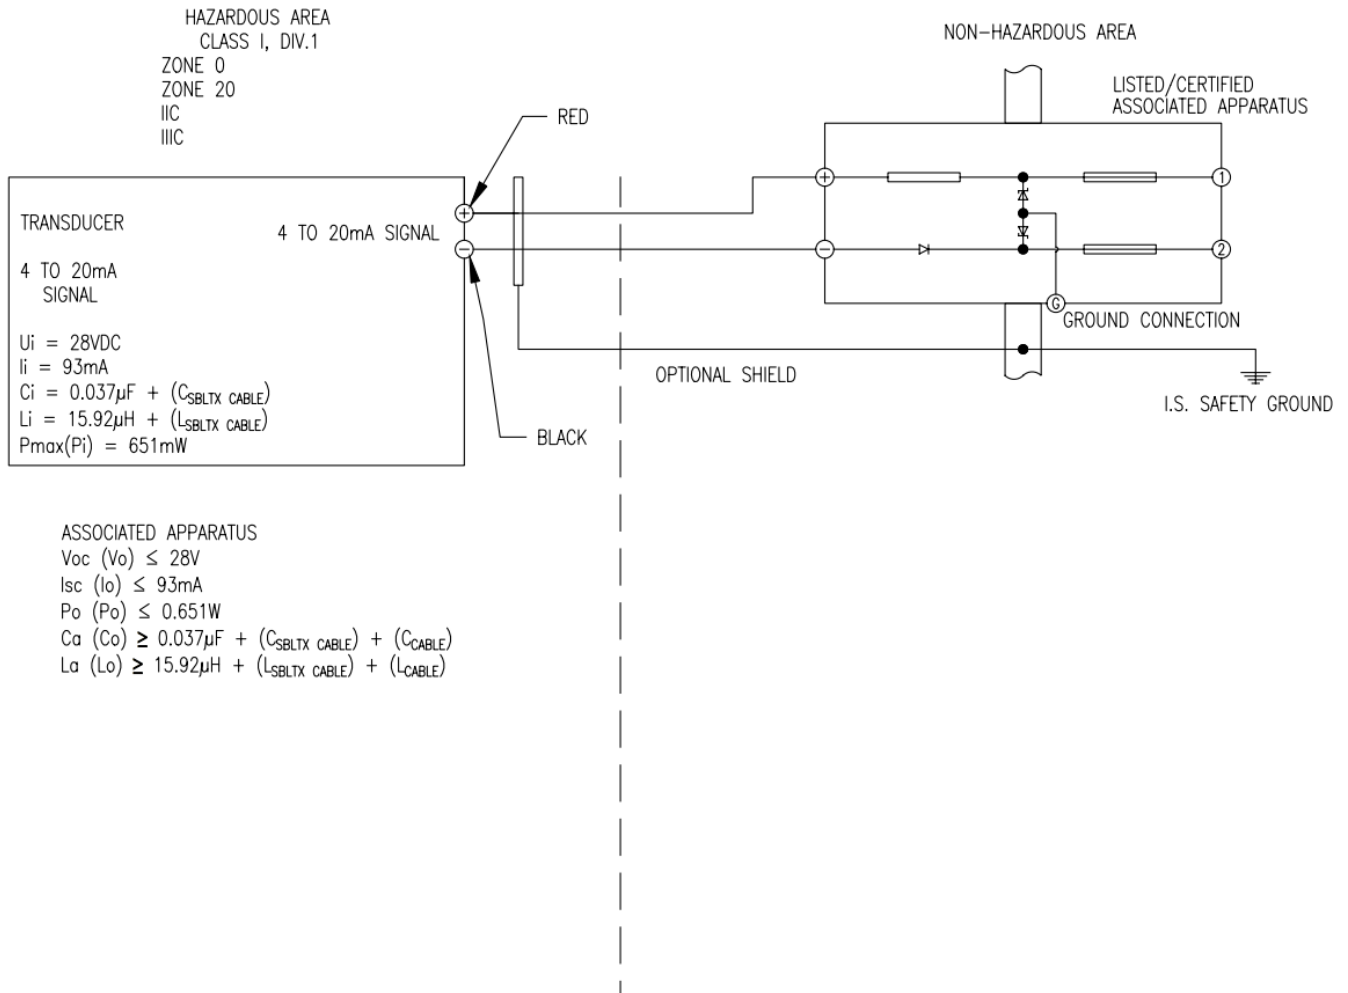 HAZARDOUS AREA
CLASS I, DIV.1
ZONE 0
ZONE 20
IIC
IIIC
NON-HAZARDOUS AREA
LISTED/CERTIFIED
ASSOCIATED APPARATUS
RED
+
+
1
TRANSDUCER
4 TO 20mA SIGNAL
−
−
2
4 TO 20mA
SIGNAL
G
GROUND CONNECTION
Ui = 28VDC
Ii = 93mA
Ci = 0.037µF + (CSBLTX CABLE)
Li = 15.92µH + (LSBLTX CABLE)
Pmax(Pi) = 651mW
OPTIONAL SHIELD
I.S. SAFETY GROUND
BLACK
ASSOCIATED APPARATUS
Voc (Vo) ≤ 28V
Isc (Io) ≤ 93mA
Po (Po) ≤ 0.651W
Ca (Co) ≥ 0.037µF + (CSBLTX CABLE) + (CCABLE)
La (Lo) ≥ 15.92µH + (LSBLTX CABLE) + (LCABLE)